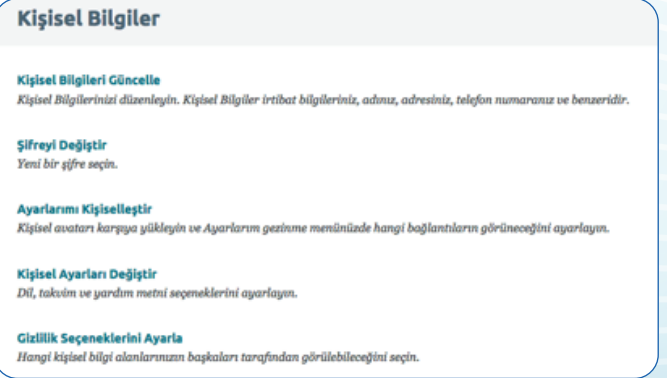 Kişisel Bilgiler
Kişisel Bilgileri Güncelle
Kişisel Bilgilerinizi düzenleyin. Kişisel Bilgiler irtibat bilgileriniz, adınız, adresiniz, telefon numaranız ve benzeridir.
Şifreyi Değiştir
Yeni bir şifre seçin.
Ayarlarımı Kişiselleştir
Kişisel avatarı karşıya yükleyin ve Ayarlarım gezinme menünüzde hangi bağlantıların görüneceğini ayarlayın.
Kişisel Ayarları Değiştir
Dil, takvim ve yardım metni seçeneklerini ayarlayın.
Gizlilik Seçeneklerini Ayarla
Hangi kişisel bilgi alanlarınızın başkaları tarafından görülebileceğini seçin.